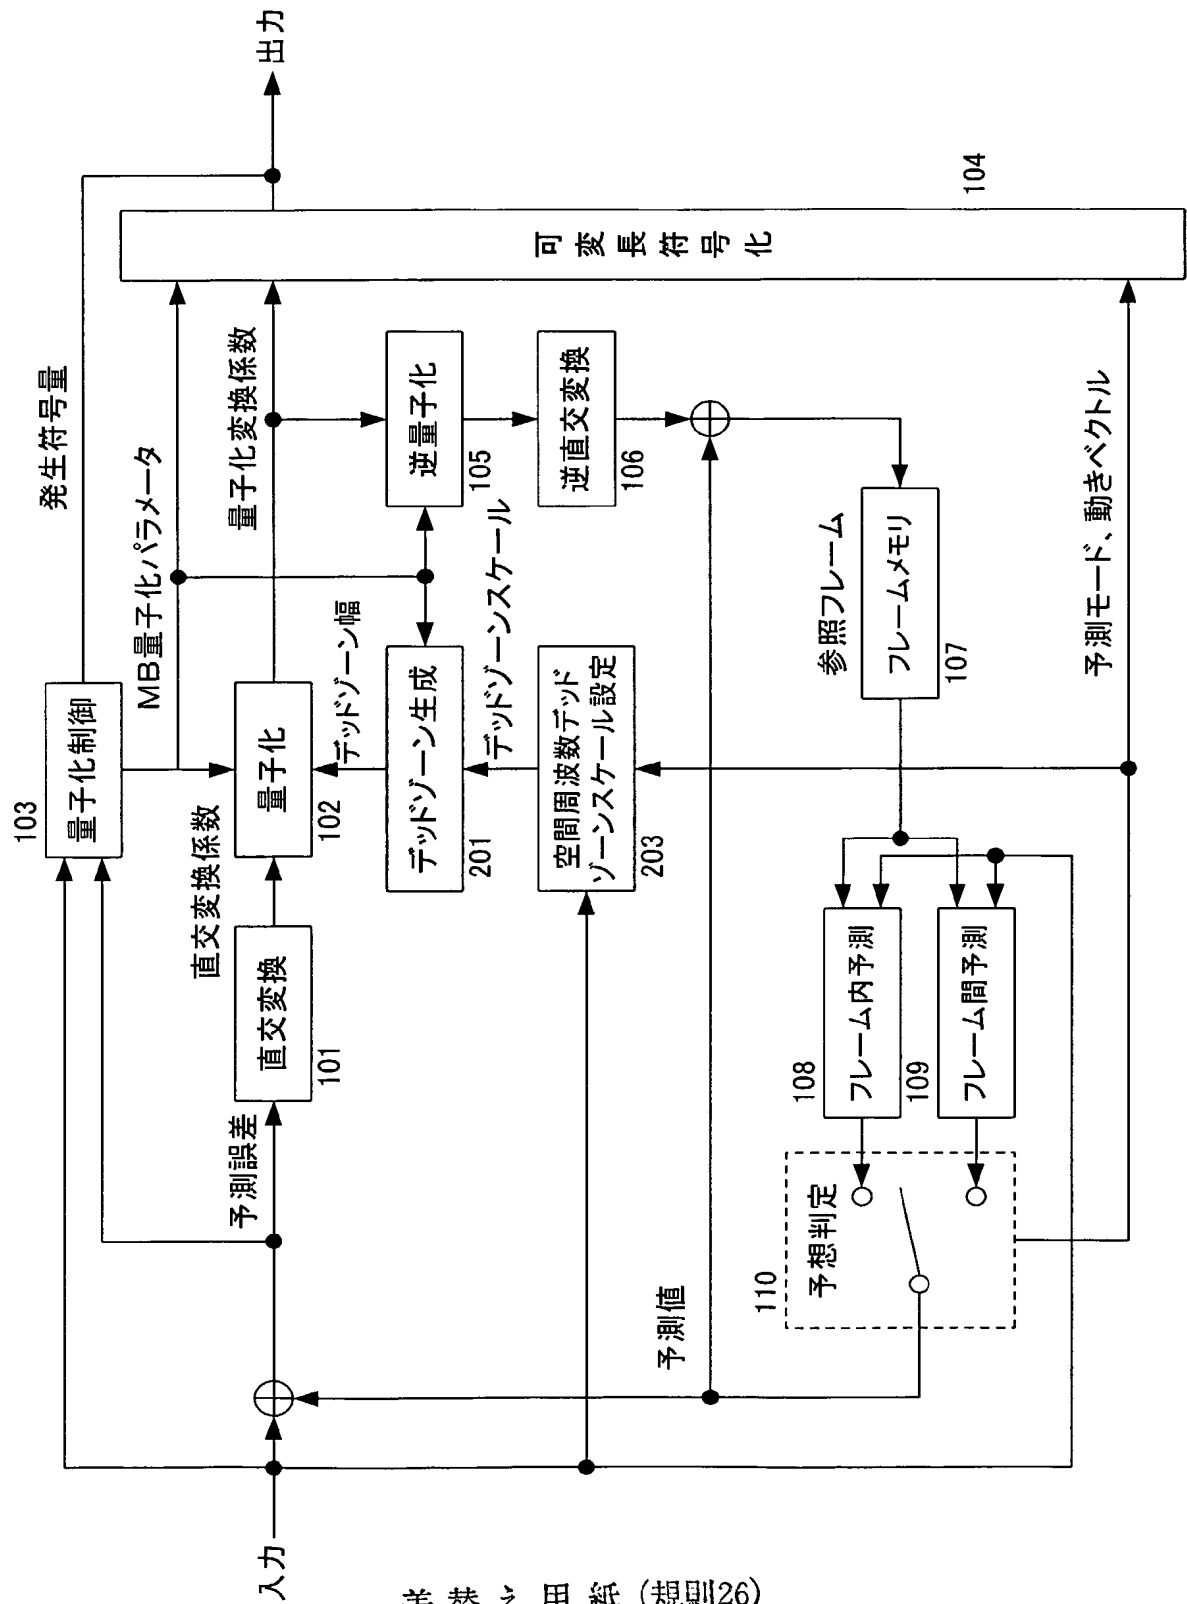 入力
出力
発生符号量
103
量子化制御
MB量子化パラメータ
予測誤差
直交変換
101
直交変換係数
量子化
102
量子化変換係数
デッドゾーン幅
デッドゾーン生成
201
デッドゾーンスケール
空間周波数デッド
ゾーンスケール設定
203
逆量子化
105
逆直交変換
106
可変長符号化
104
予測値
参照フレーム
フレームメモリ
107
108
フレーム内予測
109
フレーム間予測
110
予想判定
予測モード、動きベクトル
差替え用紙(規則26)